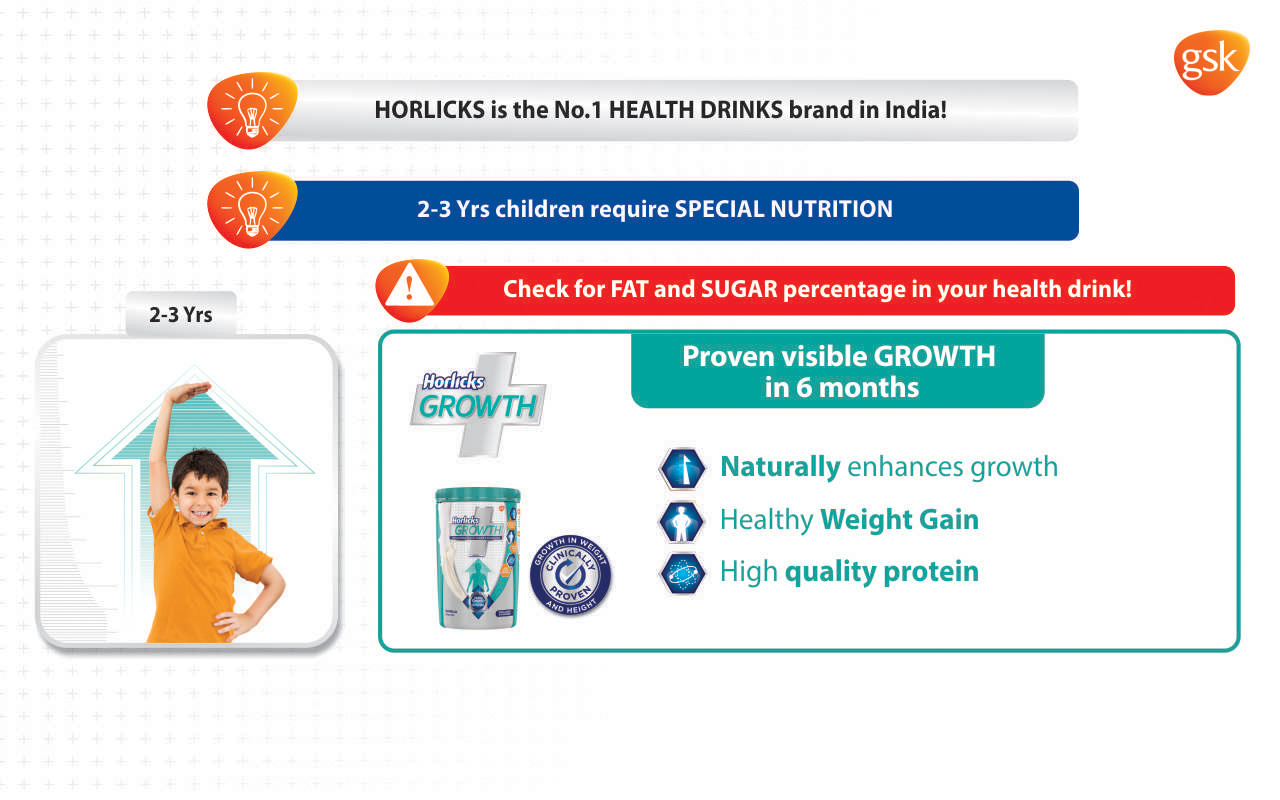 gsk
HORLICKS is the No.1 HEALTH DRINKS brand in India!
2-3 Yrs children require SPECIAL NUTRITION
Check for FAT and SUGAR percentage in your health drink!
2-3 Yrs
Horlicks
GROWTH
Proven visible GROWTH
in 6 months
Naturally enhances growth
Healthy Weight Gain
High quality protein
Horlicks
GROWTH
GROWTH IN WEIGHT
CLINICALLY
PROVEN
AND HEIGHT